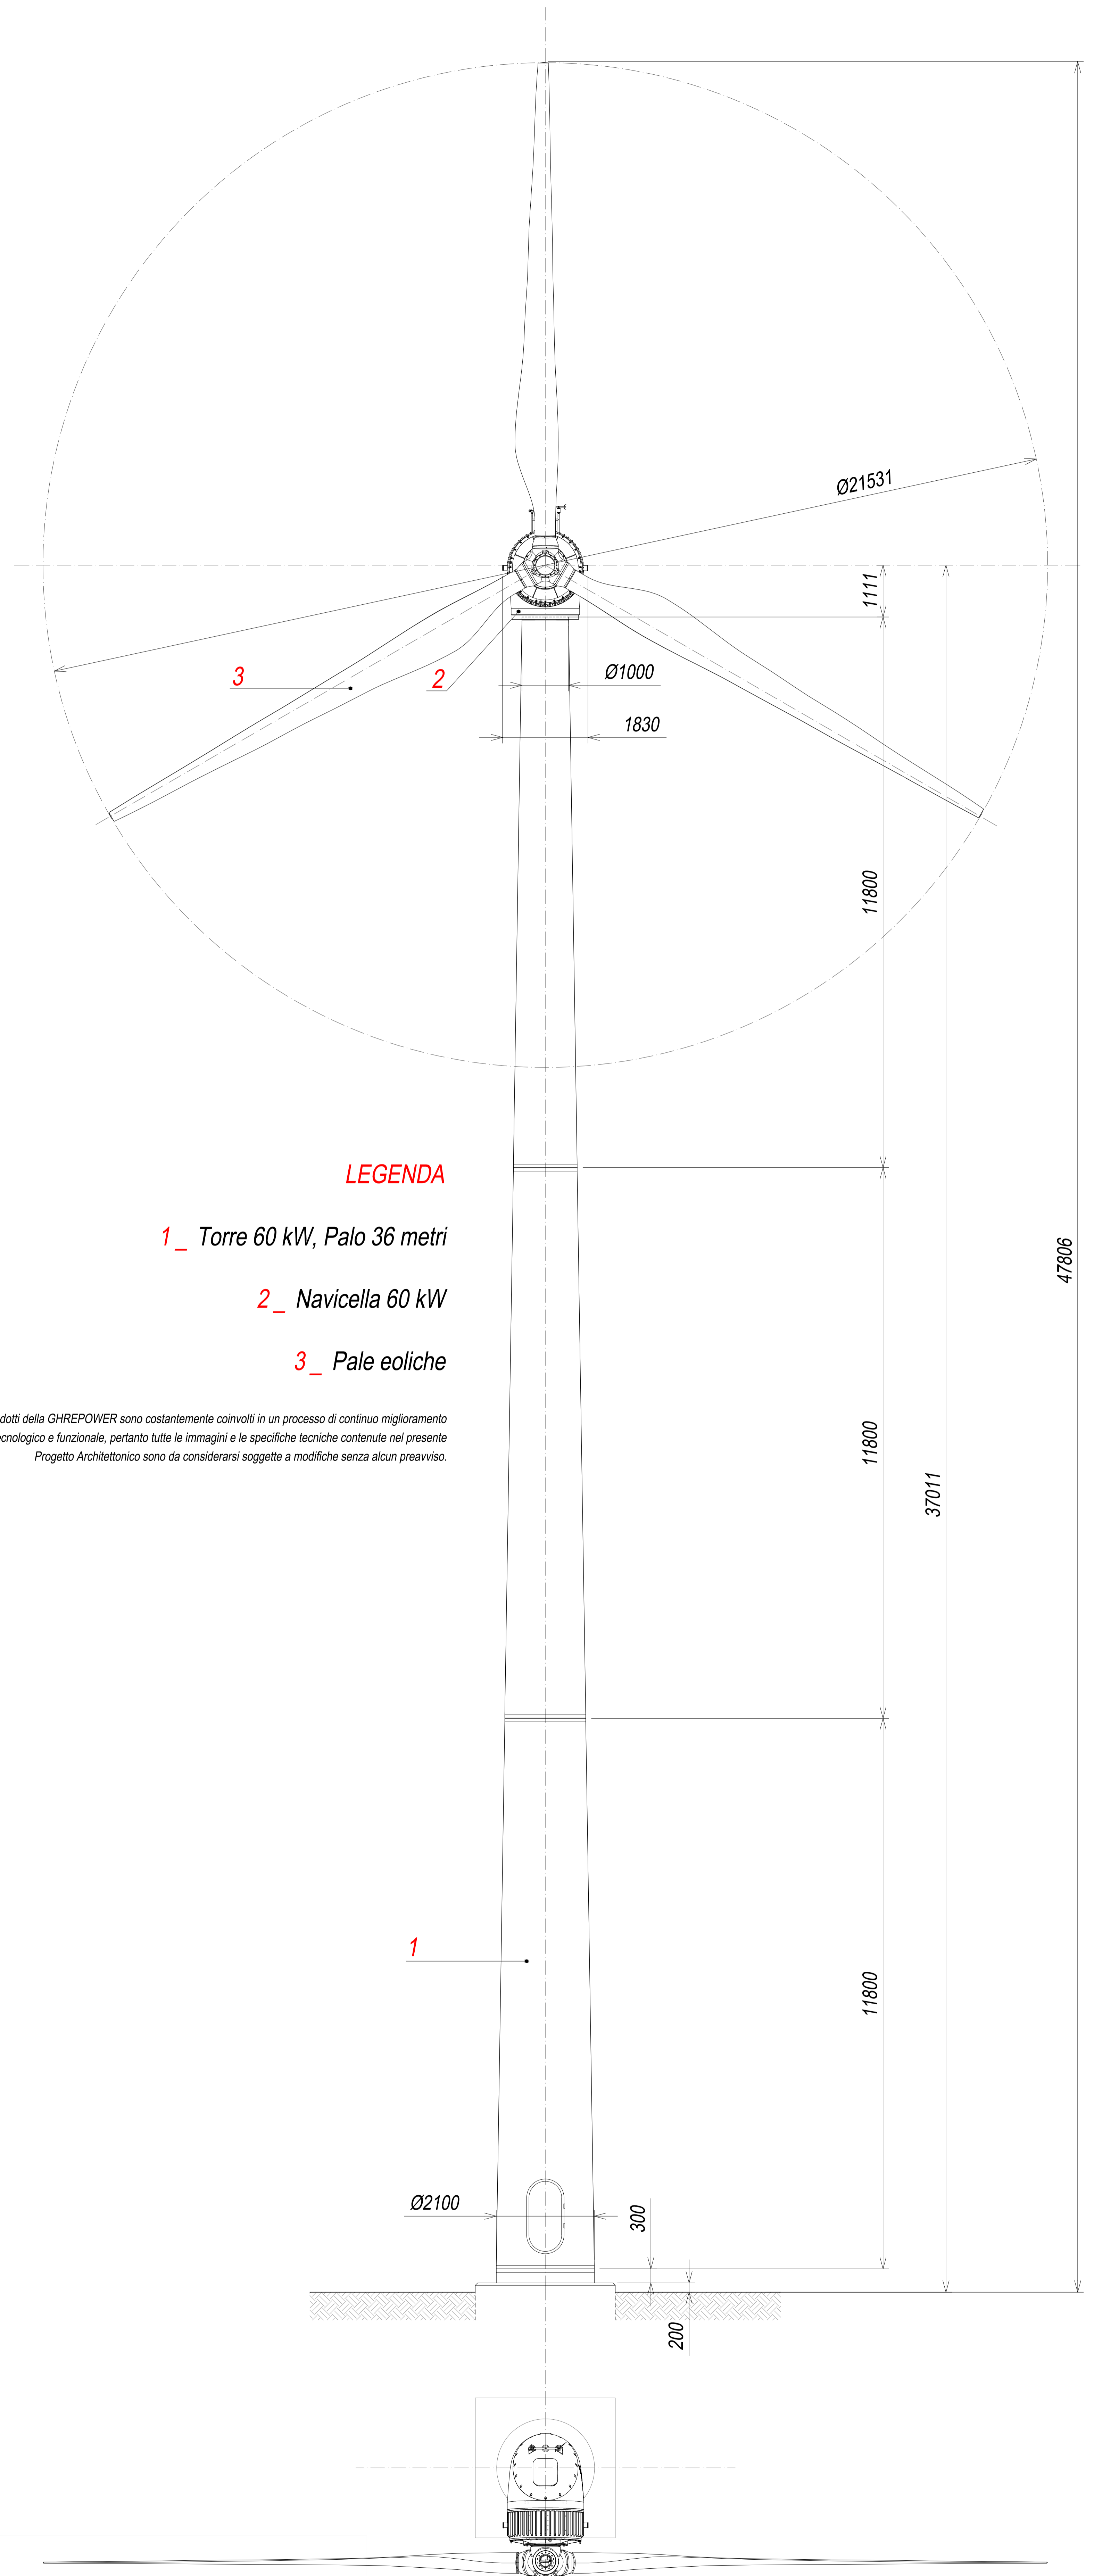 Ø21531
1111
3
2
Ø1000
1830
11800
LEGENDA
1 _ Torre 60 kW, Palo 36 metri
47806
2 _ Navicella 60 kW
3 _ Pale eoliche
della GHREPOWER sono costantemente coinvolti in un processo di continuo miglioramento
e funzionale, pertanto tutte le immagini e le specifiche tecniche contenute nel presente
Progetto Architettonico sono da considerarsi soggette a modifiche senza alcun preavviso.
11800
37011
1
11800
Ø2100
300
200